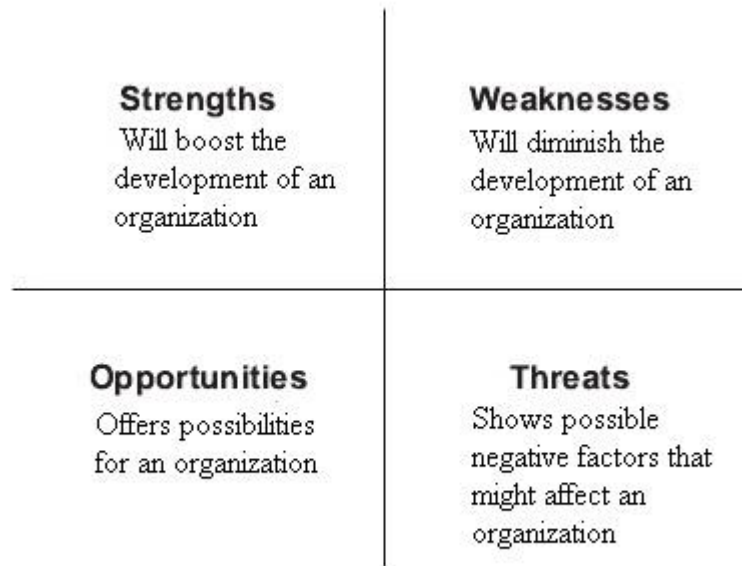 Strengths
Will boost the
development of an
organization
Weaknesses
Will diminish the
development of an
organization
Opportunities
Offers possibilities
for an organization
Threats
Shows possible
negative factors that
might affect an
organization